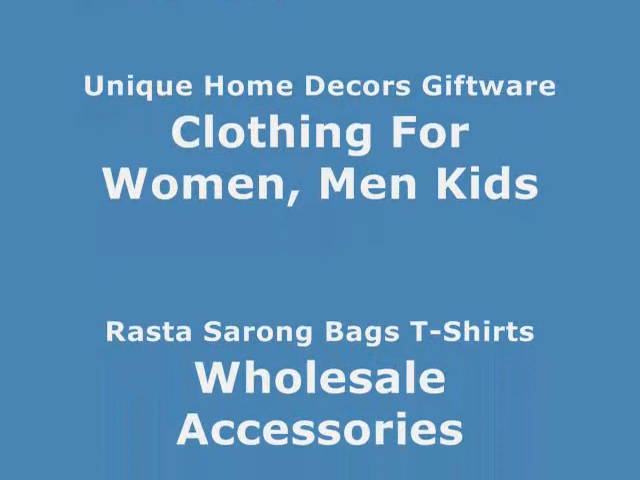 Unique Home Decors Giftware
Clothing For
Women, Men Kids
Rasta Sarong Bags T-Shirts
Wholesale
Accessories